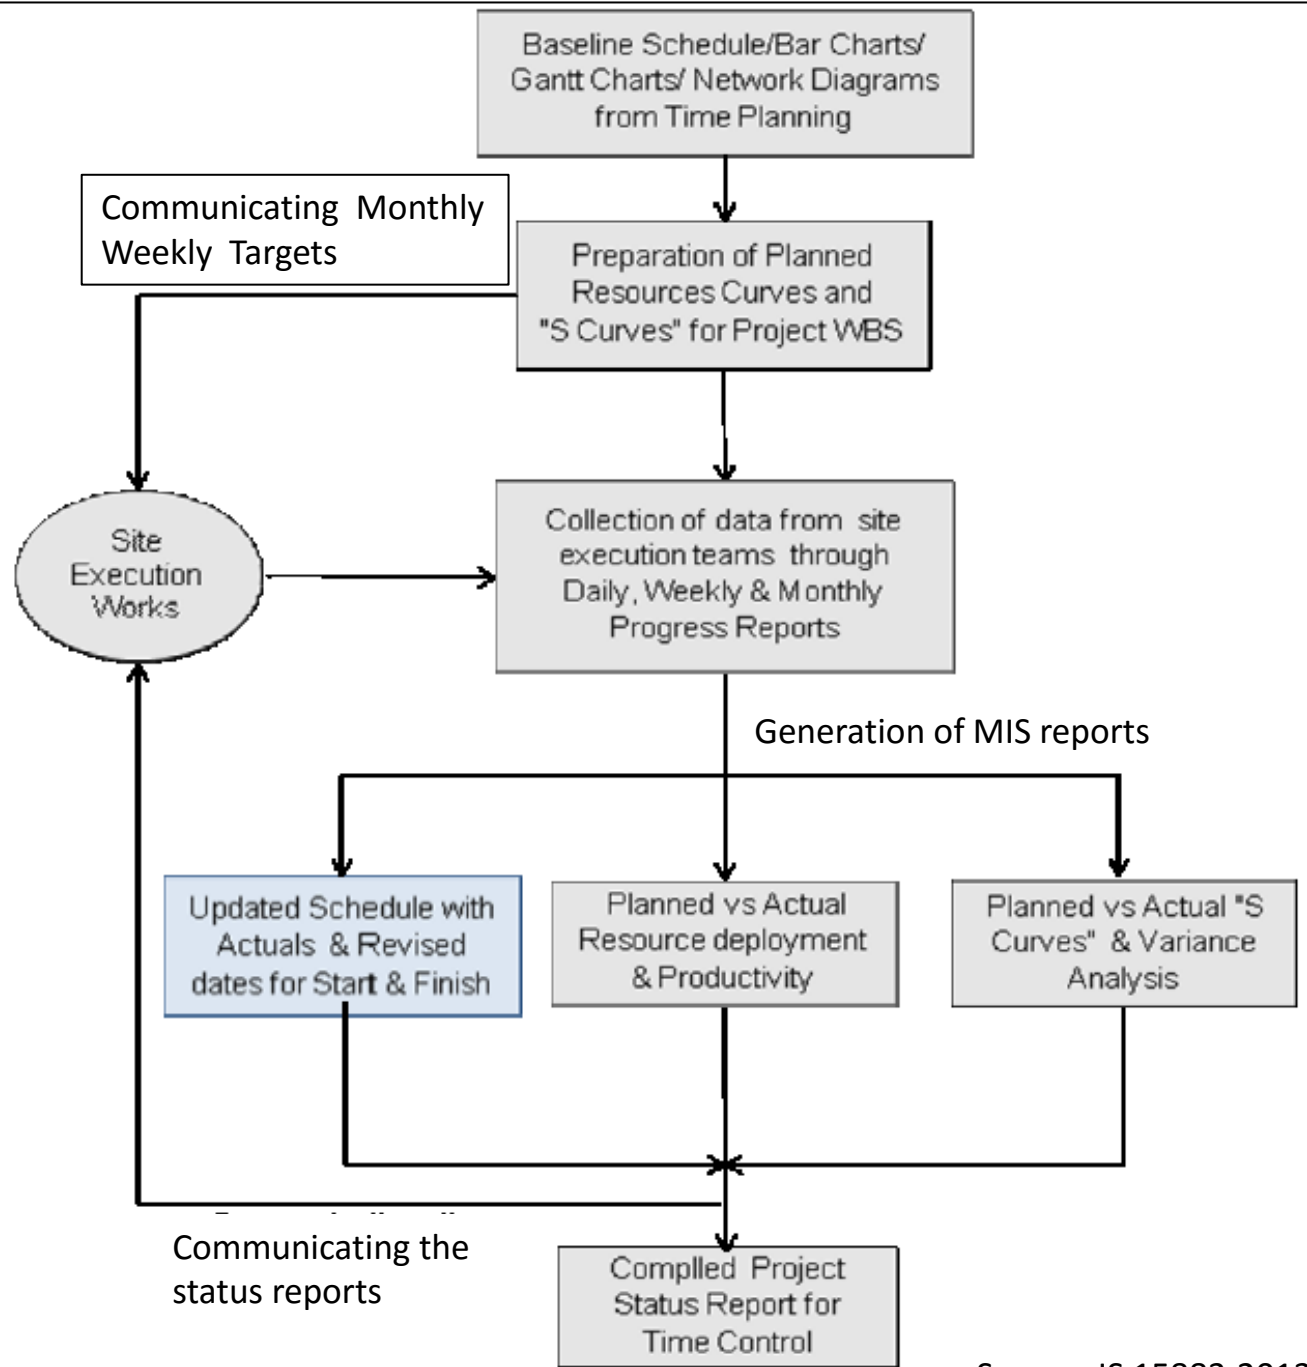 Baseline Schedule/Bar Charts/
Gantt Charts/ Network Diagrams
from Time Planning
Communicating Monthly
Weekly Targets
Preparation of Planned
Resources Curves and
"S Curves" for Project WBS
Site
Execution
Works
Collection of data from site
execution teams through
Daily, Weekly & Monthly
Progress Reports
Generation of MIS reports
Updated Schedule with
Actuals & Revised
dates for Start & Finish
Planned vs Actual
Resource deployment
& Productivity
Planned vs Actual "S
Curves" & Variance
Analysis
Communicating the
status reports
Complled Project
Status Report for
Time Control